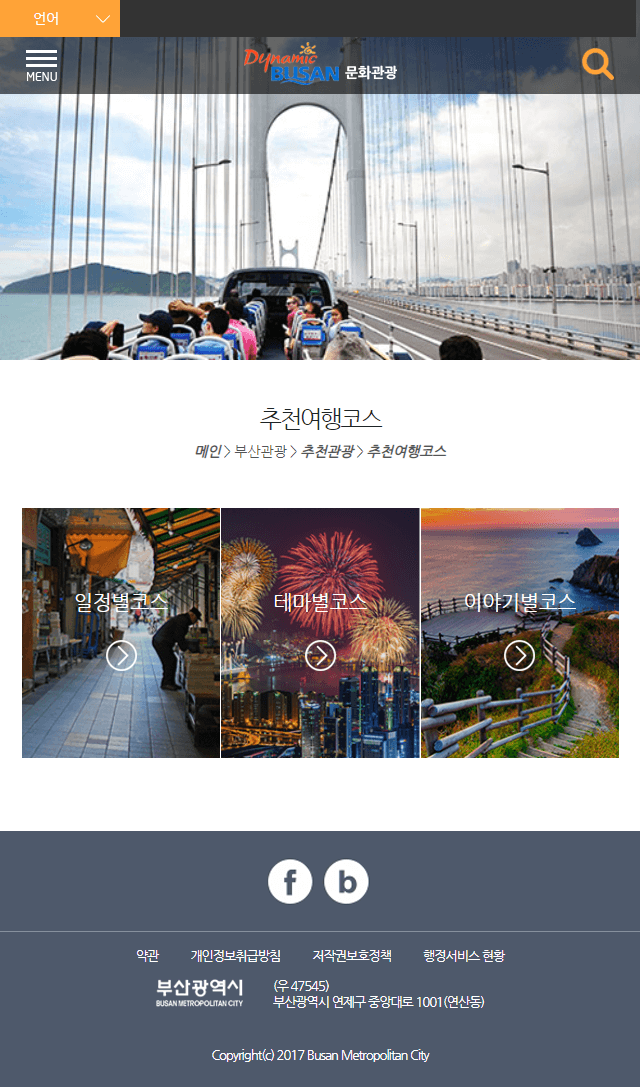 언어
MENU
Dynamic
BUSAN 문화관광
추천여행코스
메인 > 부산관광 > 추천관광 > 추천여행코스
일정별코스
테마별코스
이야기별코스
f b
약관 개인정보취급방침 저작권보호정책 행정서비스 현황
부산광역시
BUSAN METROPOLITAN CITY
(우 47545)
부산광역시 연제구 중앙대로 1001(연산동)
Copyright(c) 2017 Busan Metropolitan City